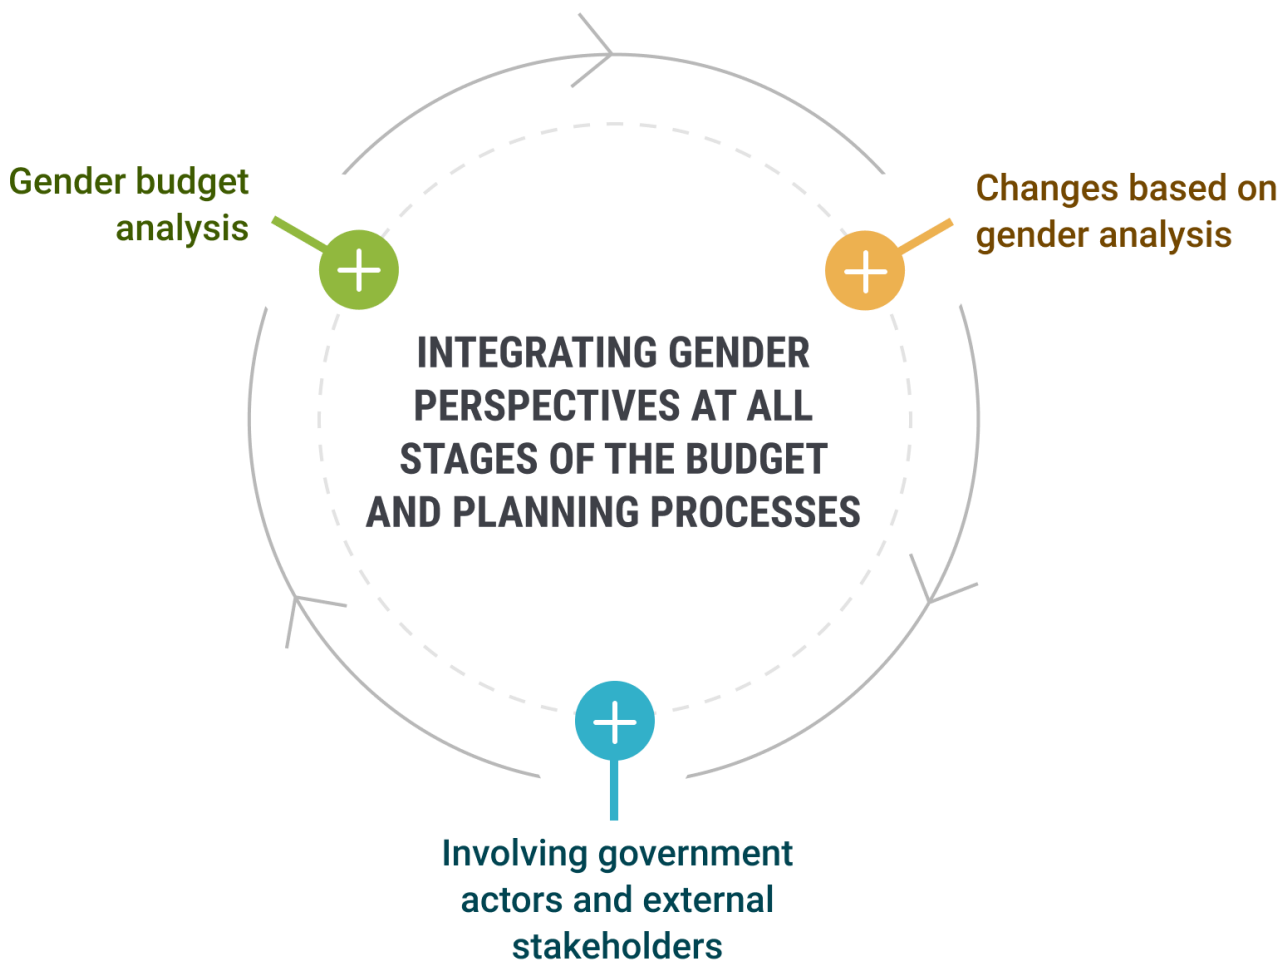 Gender budget
analysis
Changes based on
gender analysis
INTEGRATING GENDER
PERSPECTIVES AT ALL
STAGES OF THE BUDGET
AND PLANNING PROCESSES
Involving government
actors and external
stakeholders